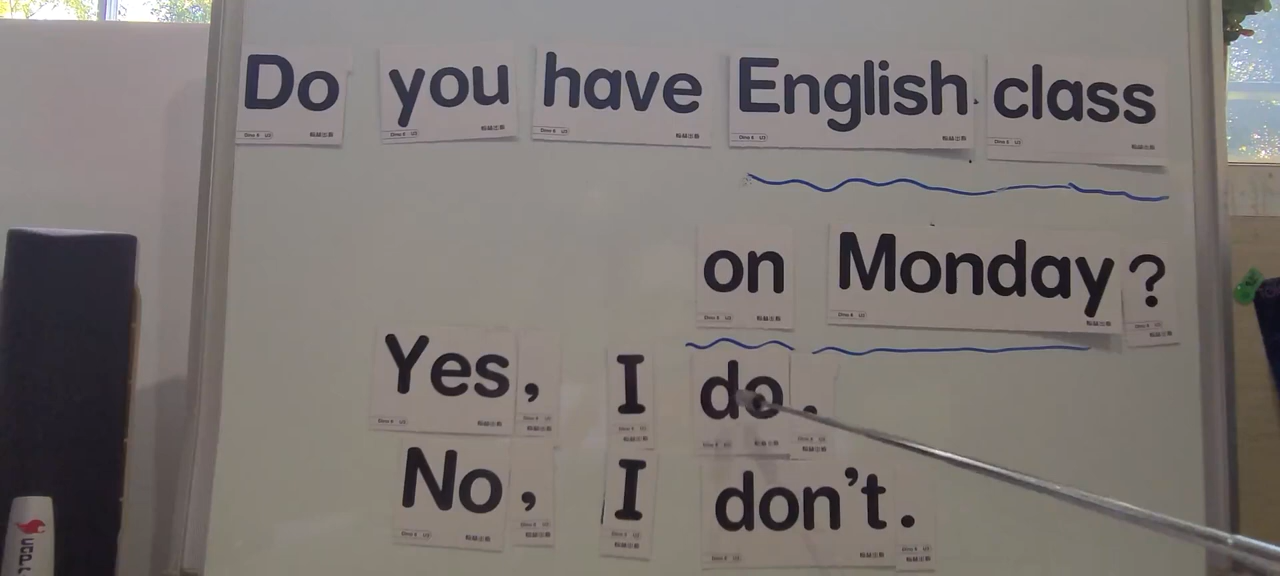 Do you have English class
on Monday?
Yes, I do.
No, I don't.